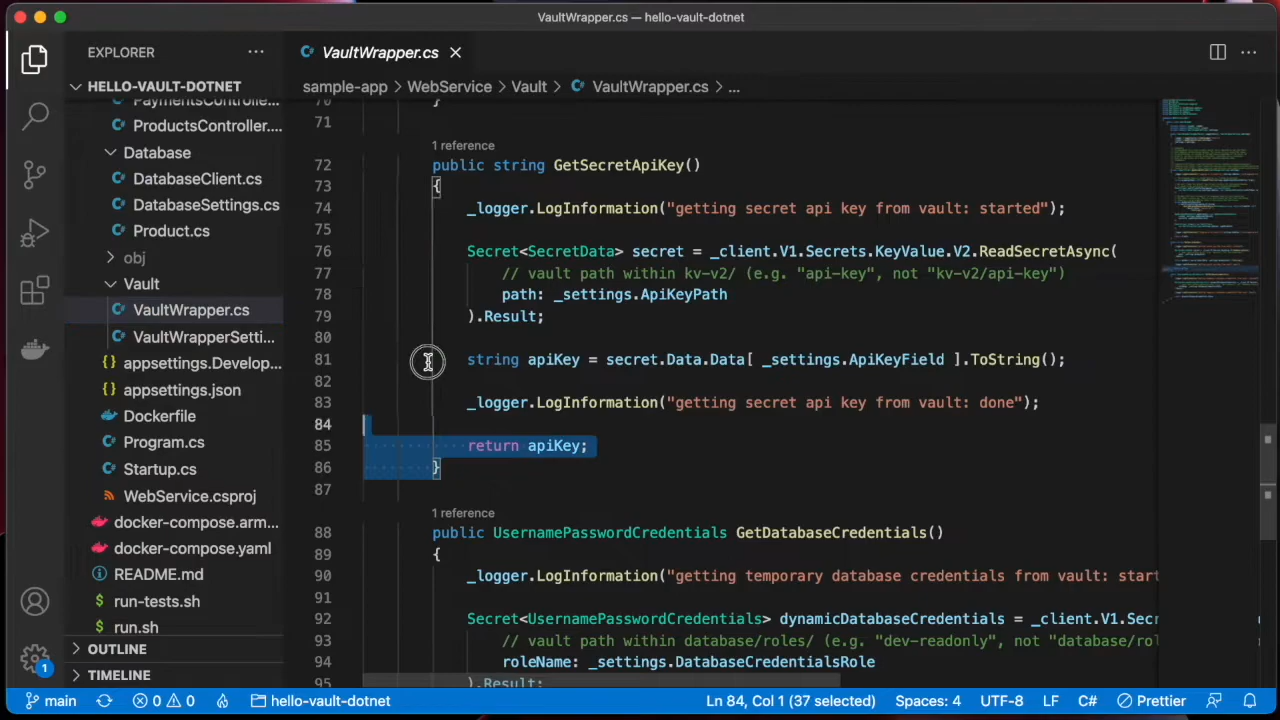 VaultWrapper.cs — hello-vault-dotnet
EXPLORER
HELLO-VAULT-DOTNET
PaymentsControlle...
ProductsController....
Database
DatabaseClient.cs
DatabaseSettings.cs
Product.cs
obj
Vault
VaultWrapper.cs
VaultWrapperSetti...
appsettings.Develop...
appsettings.json
Dockerfile
Program.cs
Startup.cs
WebService.csproj
docker-compose.arm...
docker-compose.yaml
README.md
run-tests.sh
run.sh
OUTLINE
TIMELINE
1
VaultWrapper.cs
sample-app > WebService > Vault > VaultWrapper.cs > ...
70 }
71
1 reference
72 public string GetSecretApiKey()
73 {
74 _logger.LogInformation("getting secret api key from vault: started");
75
76 Secret<SecretData> secret = _client.V1.Secrets.KeyValue.V2.ReadSecretAsync(
77 // vault path within kv-v2/ (e.g. "api-key", not "kv-v2/api-key")
78 path: _settings.ApiKeyPath
79 ).Result;
80
81 string apiKey = secret.Data.Data[ _settings.ApiKeyField ].ToString();
82
83 _logger.LogInformation("getting secret api key from vault: done");
84
85 return apiKey;
86 }
87
1 reference
88 public UsernamePasswordCredentials GetDatabaseCredentials()
89 {
90 _logger.LogInformation("getting temporary database credentials from vault: start
91
92 Secret<UsernamePasswordCredentials> dynamicDatabaseCredentials = _client.V1.Secr
93 // vault path within database/roles/ (e.g. "dev-readonly", not "database/rol
94 roleName: _settings.DatabaseCredentialsRole
95 ).Result;
main 0 0 hello-vault-dotnet Ln 84, Col 1 (37 selected) Spaces: 4 UTF-8 LF C# Prettier